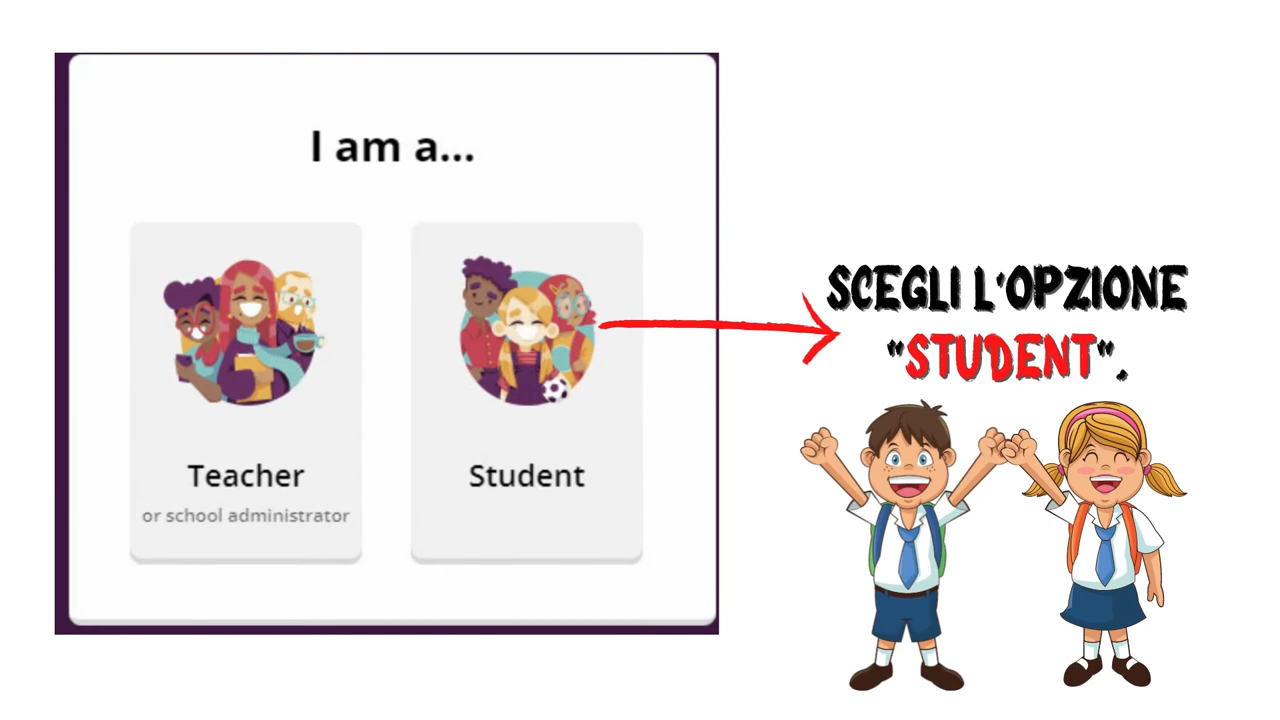 I am a...
Teacher
or school administrator
Student
SCEGLI L'OPZIONE
"STUDENT".